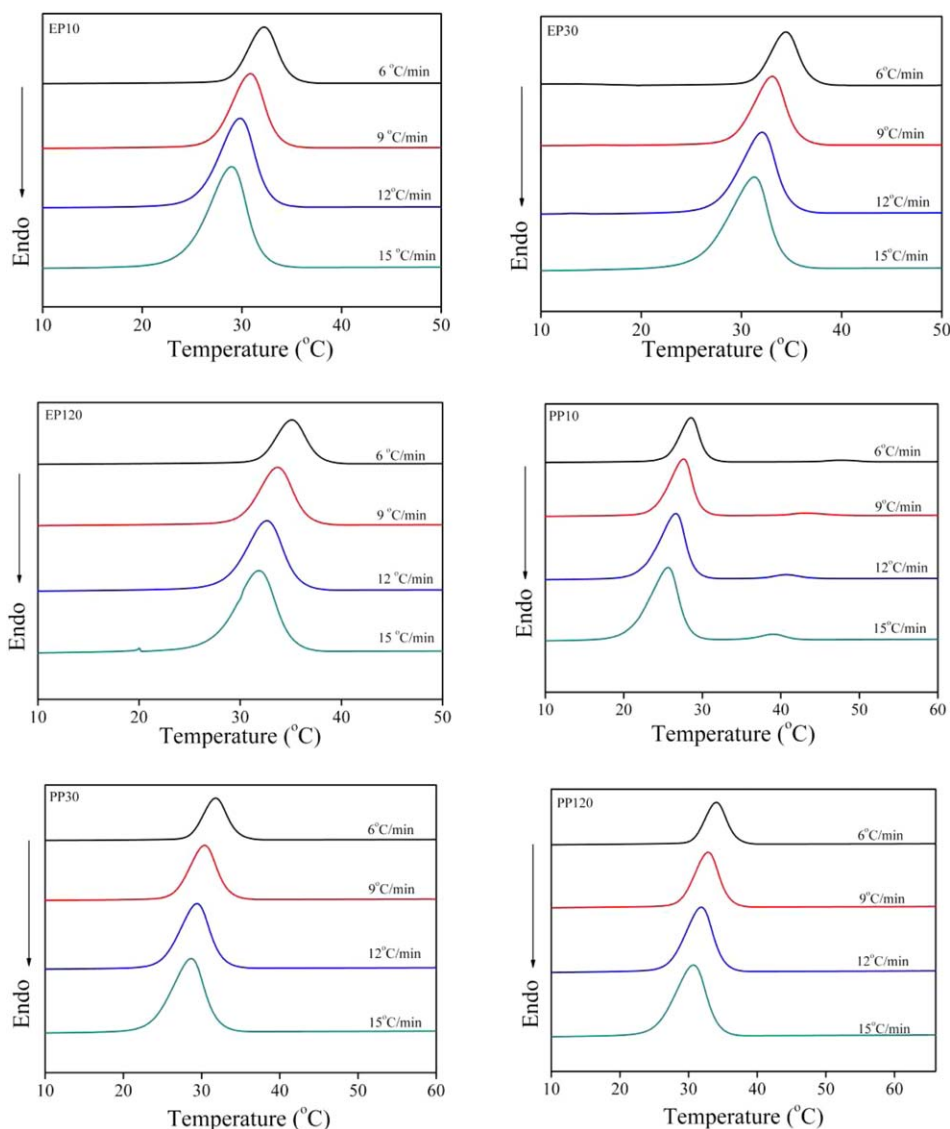 EP10
6 °C/min
9 °C/min
12°C/min
15 °C/min
Endo
10 20 30 40 50
Temperature (°C)
EP30
6°C/min
9°C/min
12°C/min
15°C/min
Endo
10 20 30 40 50
Temperature (°C)
EP120
6 °C/min
9 °C/min
12 °C/min
15 °C/min
Endo
10 20 30 40 50
Temperature (°C)
PP10
6°C/min
9°C/min
12°C/min
15°C/min
Endo
10 20 30 40 50 60
Temperature (°C)
PP30
6°C/min
9°C/min
12°C/min
15°C/min
Endo
10 20 30 40 50 60
Temperature (°C)
PP120
6°C/min
9°C/min
12°C/min
15°C/min
Endo
10 20 30 40 50 60
Temperature (°C)